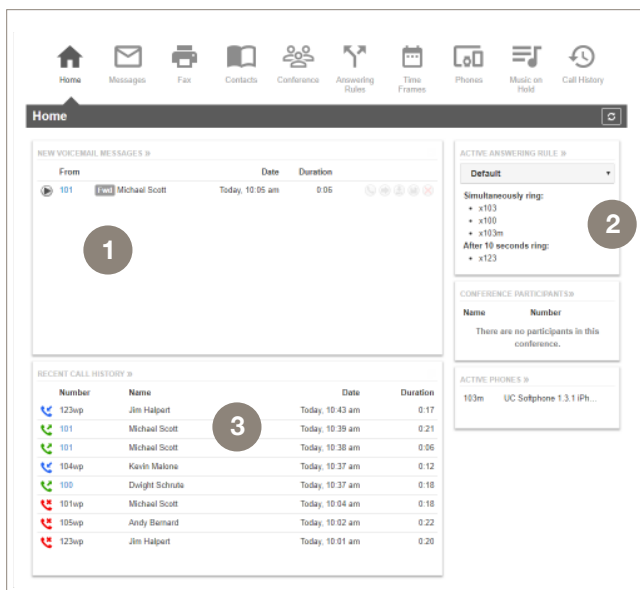 Home Messages Fax Contacts Conference Answering Rules Time Frames Phones Music on Hold Call History
Home
NEW VOICEMAIL MESSAGES »
From Date Duration
101 Fwd Michael Scott Today, 10:05 am 0:06
1
ACTIVE ANSWERING RULE »
Default
Simultaneously ring:
x103
x100
x103m
After 10 seconds ring:
x123
2
CONFERENCE PARTICIPANTS »
Name Number
There are no participants in this
conference.
ACTIVE PHONES »
103m UC Softphone 1.3.1 iPh...
RECENT CALL HISTORY »
Number Name Date Duration
123wp Jim Halpert Today, 10:43 am 0:17
101 Michael Scott Today, 10:39 am 0:21
101 Michael Scott Today, 10:38 am 0:06
104wp Kevin Malone Today, 10:37 am 0:12
100 Dwight Schrute Today, 10:37 am 0:18
101wp Michael Scott Today, 10:04 am 0:18
105wp Andy Bernard Today, 10:02 am 0:22
123wp Jim Halpert Today, 10:01 am 0:20
3